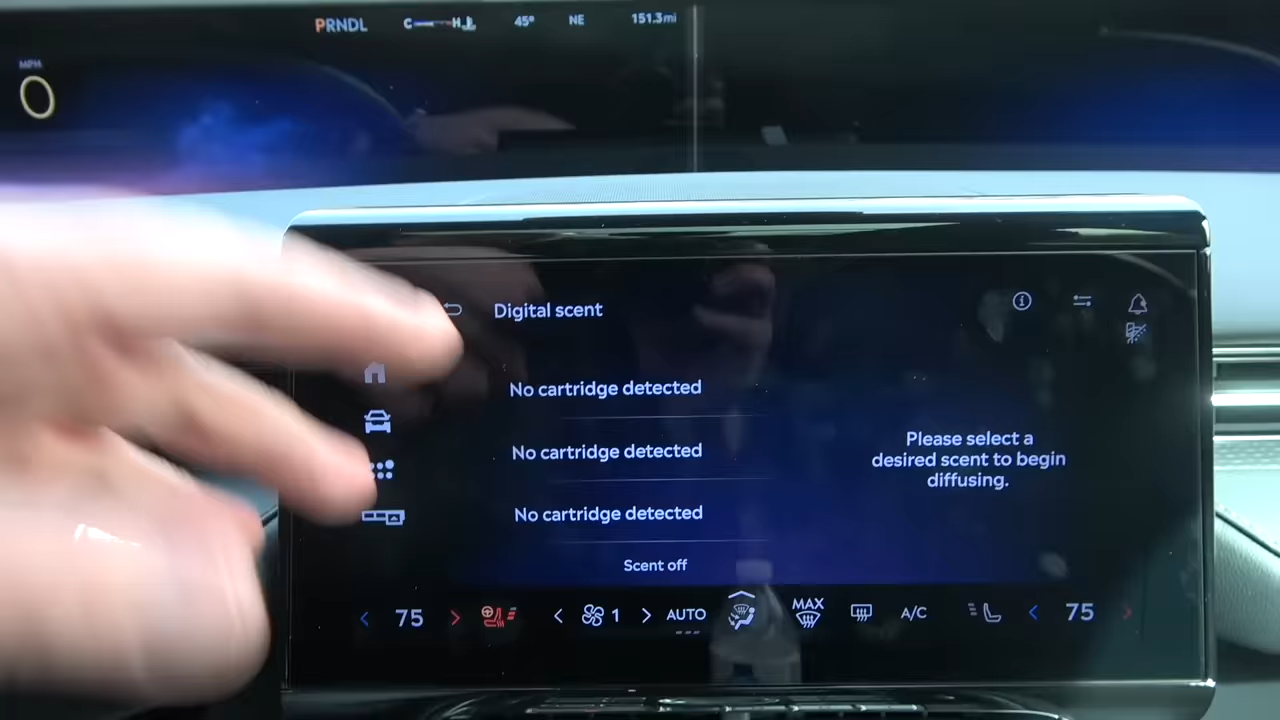 PRNDL C H 45° NE 151.3mi
MPH
0
Digital scent
No cartridge detected
No cartridge detected
No cartridge detected
Scent off
Please select a
desired scent to begin
diffusing.
75 1 AUTO MAX A/C 75